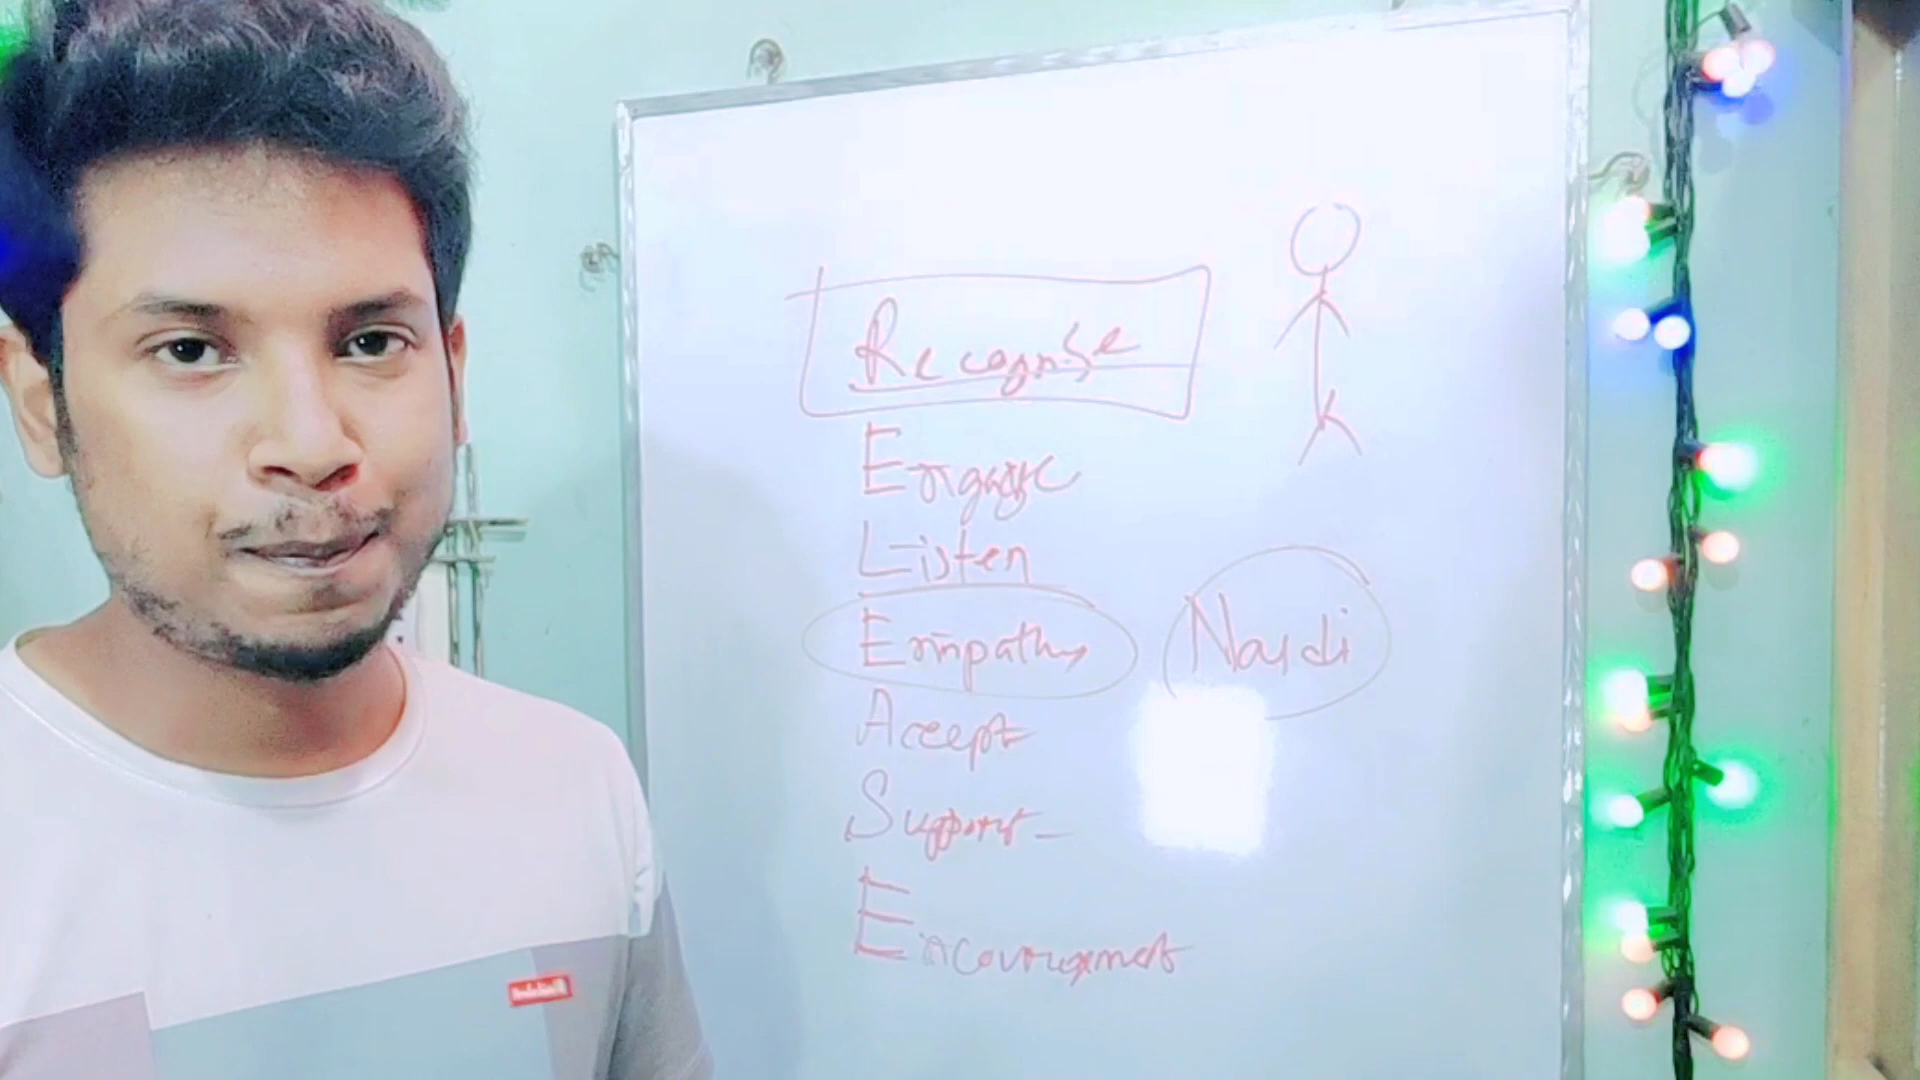 Recognise
Engage
Listen
Empathy Nardi
Accept
Support
Encouragement